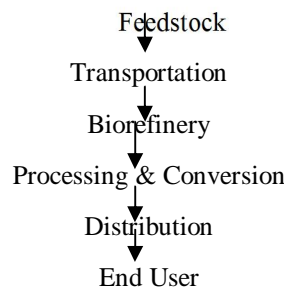 Feedstock
Transportation
Biorefinery
Processing & Conversion
Distribution
End User